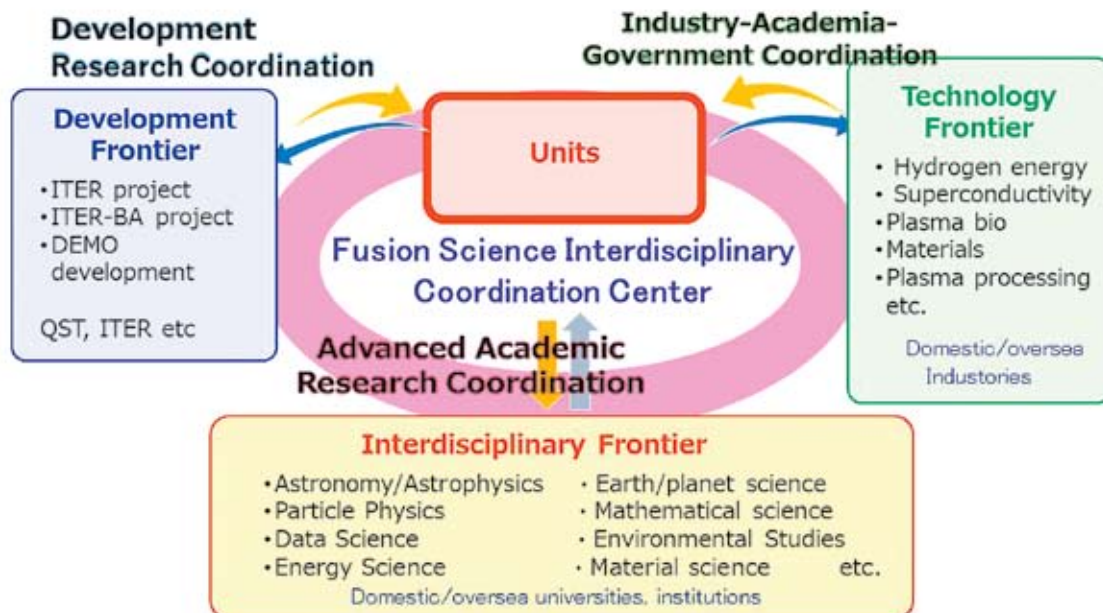 Development
Research Coordination
Industry-Academia-
Government Coordination
Development
Frontier
・ITER project
・ITER-BA project
・DEMO
development
QST, ITER etc
Units
Technology
Frontier
・ Hydrogen energy
・ Superconductivity
・Plasma bio
・Materials
・Plasma processing
etc.
Domestic/oversea
Industories
Fusion Science Interdisciplinary
Coordination Center
Advanced Academic
Research Coordination
Interdisciplinary Frontier
・Astronomy/Astrophysics ・ Earth/planet science
・Particle Physics ・ Mathematical science
・Data Science ・ Environmental Studies
・Energy Science ・ Material science etc.
Domestic/oversea universities, institutions